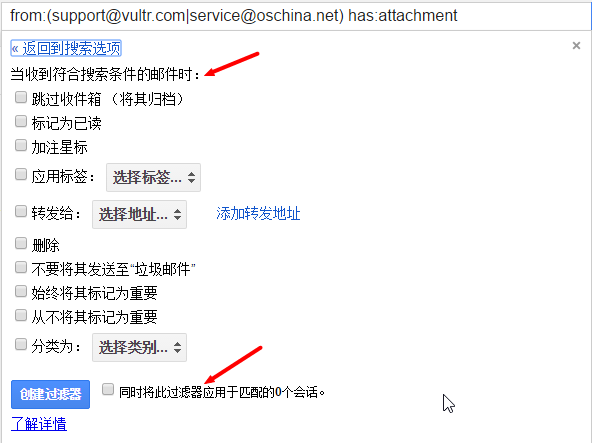 from:(support@vultr.com|service@oschina.net) has:attachment
« 返回到搜索选项
×
当收到符合搜索条件的邮件时：
跳过收件箱 （将其归档）
标记为已读
加注星标
应用标签： 选择标签...
转发给： 选择地址... 添加转发地址
删除
不要将其发送至“垃圾邮件”
始终将其标记为重要
从不将其标记为重要
分类为： 选择类别...
创建过滤器 同时将此过滤器应用于匹配的0个会话。
了解详情